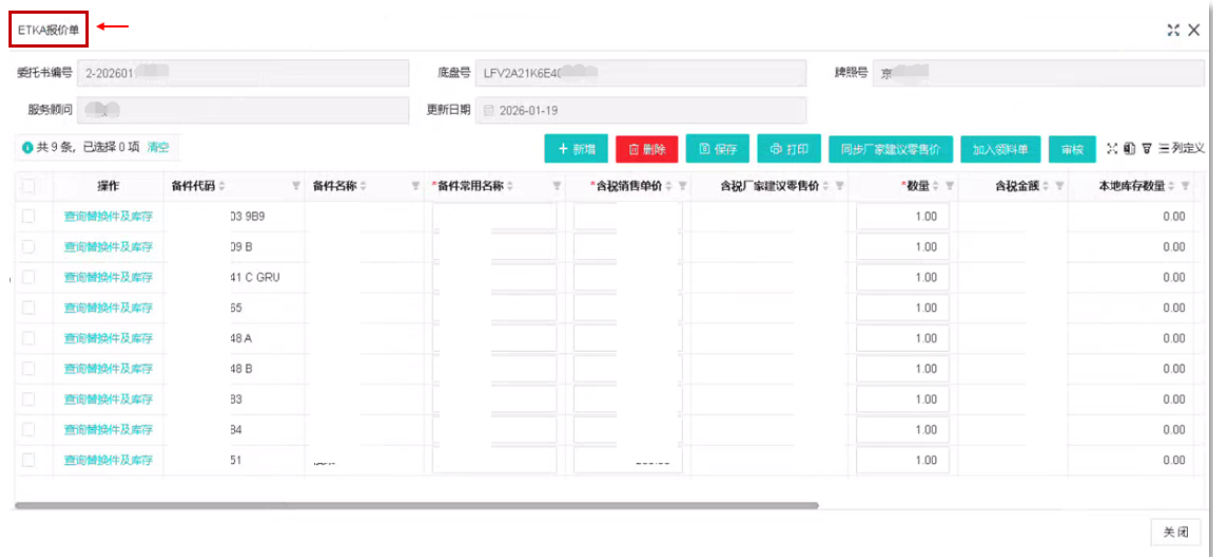 ETKA报价单
委托书编号 2-202601 底盘号 LFV2A21K6E40 牌照号 京
服务顾问 更新日期 2026-01-19
共 9 条, 已选择 0 项 清空 + 新增 删除 保存 打印 同步厂家建议零售价 加入领料单 审核 列定义
操作 备件代码 备件名称 *备件常用名称 *含税销售单价 含税厂家建议零售价 *数量 含税金额 本地库存数量
查询替换件及库存 03 9B9 1.00 0.00
查询替换件及库存 09 B 1.00 0.00
查询替换件及库存 41 C GRU 1.00 0.00
查询替换件及库存 65 1.00 0.00
查询替换件及库存 48 A 1.00 0.00
查询替换件及库存 48 B 1.00 0.00
查询替换件及库存 83 1.00 0.00
查询替换件及库存 84 1.00 0.00
查询替换件及库存 51 1.00 0.00
关闭